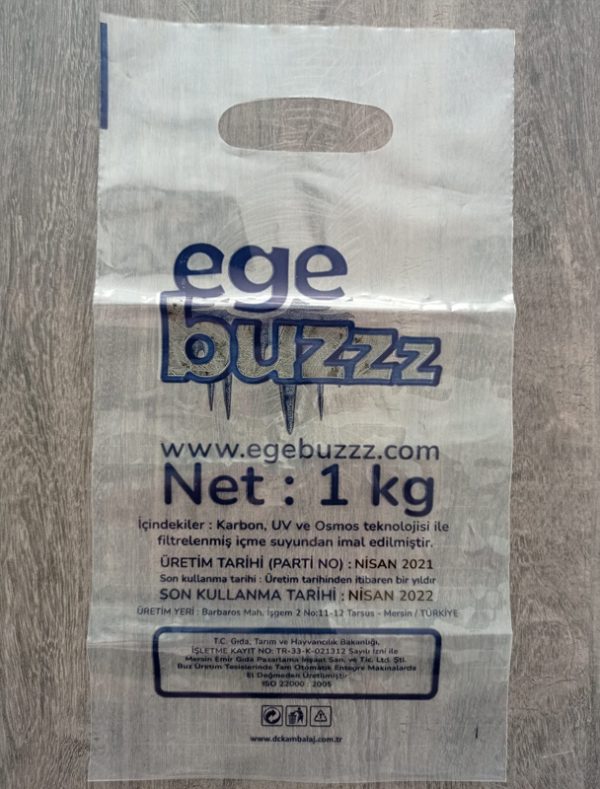 ege
buzzz
www.egebuzzz.com
Net : 1 kg
İçindekiler : Karbon, UV ve Osmos teknolojisi ile
filtrelenmiş içme suyundan imal edilmiştir.
ÜRETİM TARİHİ (PARTİ NO) : NİSAN 2021
Son kullanma tarihi : Üretim tarihinden itibaren bir yıldır
SON KULLANMA TARİHİ : NİSAN 2022
ÜRETİM YERİ : Barbaros Mah. İşgem 2 No:11-12 Tarsus - Mersin / TÜRKİYE
T.C. Gıda, Tarım ve Hayvancılık Bakanlığı,
İŞLETME KAYIT NO: TR-33-K-021312 Sayılı İzni ile
Mersin Emir Gıda Pazarlama İnşaat San. ve Tic. Ltd. Şti.
Buz Üretim Tesislerinde Tam Otomatik Entegre Makinalarda
El Değmeden Üretilmiştir
ISO 22000 : 2005
www.dckambalaj.com.tr